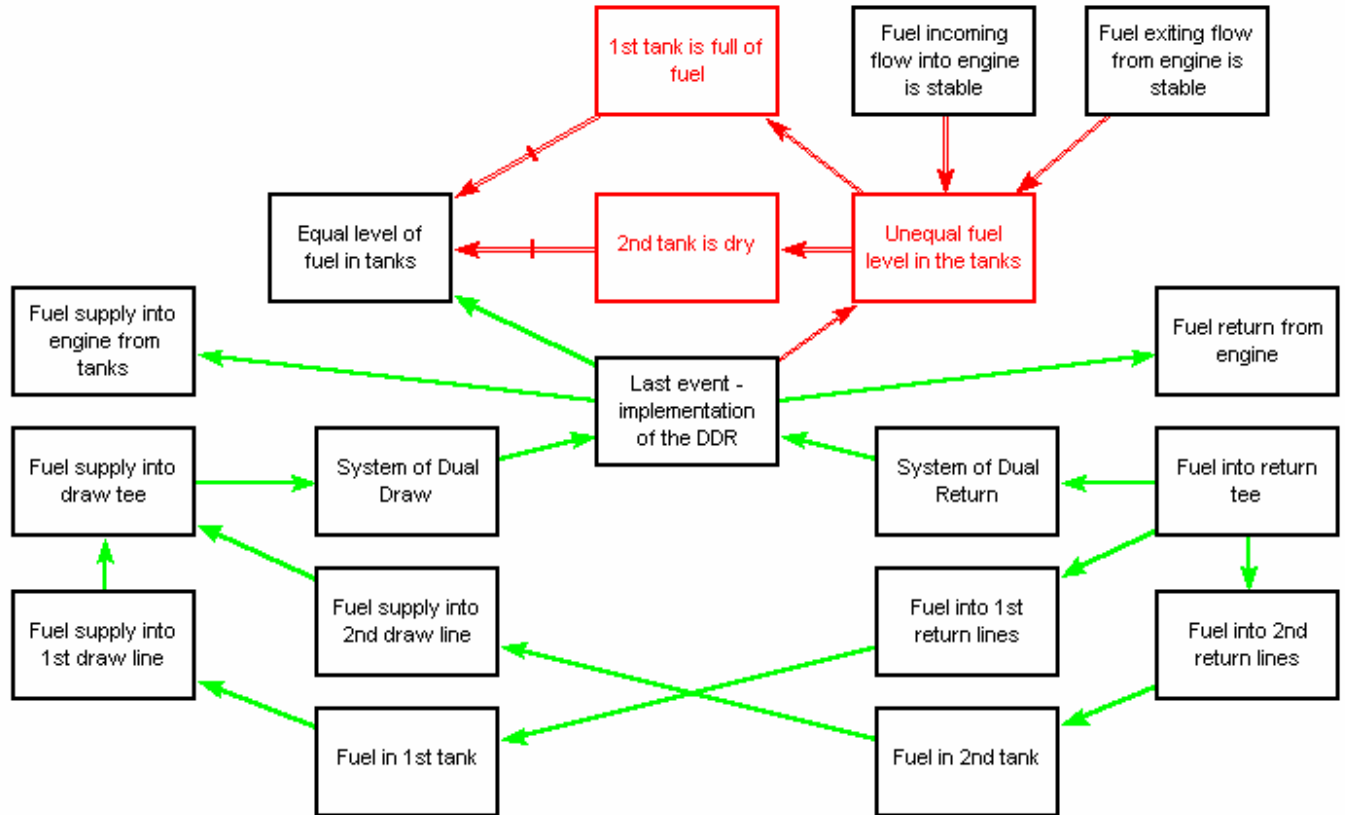 1st tank is full of
fuel
Fuel incoming
flow into engine
is stable
Fuel exiting flow
from engine is
stable
Equal level of
fuel in tanks
2nd tank is dry
Unequal fuel
level in the tanks
Fuel supply into
engine from
tanks
Last event -
implementation
of the DDR
Fuel return from
engine
Fuel supply into
draw tee
System of Dual
Draw
System of Dual
Return
Fuel into return
tee
Fuel supply into
1st draw line
Fuel supply into
2nd draw line
Fuel into 1st
return lines
Fuel into 2nd
return lines
Fuel in 1st tank
Fuel in 2nd tank